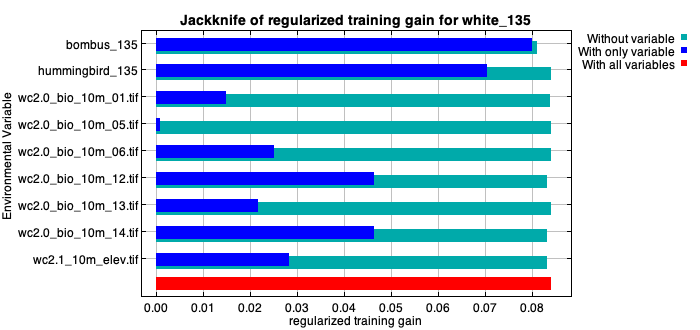 Jackknife of regularized training gain for white_135
Without variable
With only variable
With all variables
Environmental Variable
bombus_135
hummingbird_135
wc2.0_bio_10m_01.tif
wc2.0_bio_10m_05.tif
wc2.0_bio_10m_06.tif
wc2.0_bio_10m_12.tif
wc2.0_bio_10m_13.tif
wc2.0_bio_10m_14.tif
wc2.1_10m_elev.tif
0.00 0.01 0.02 0.03 0.04 0.05 0.06 0.07 0.08
regularized training gain